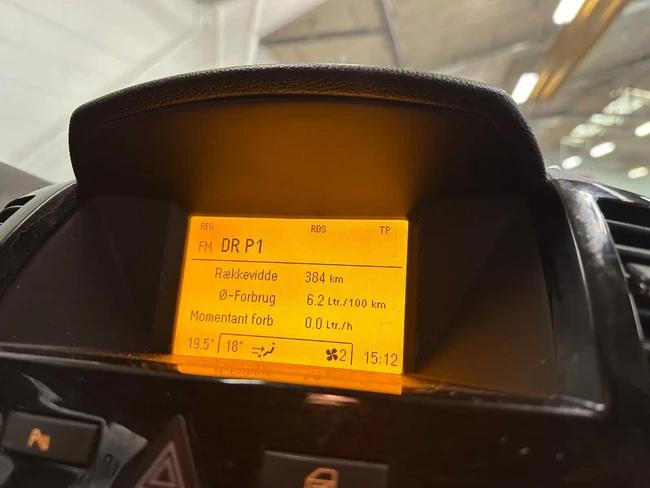 REG RDS TP
FM DR P1
Rækkevidde 384 km
Ø-Forbrug 6.2 Ltr./100 km
Momentant forb 0.0 Ltr./h
19.5° 18° 2 15:12